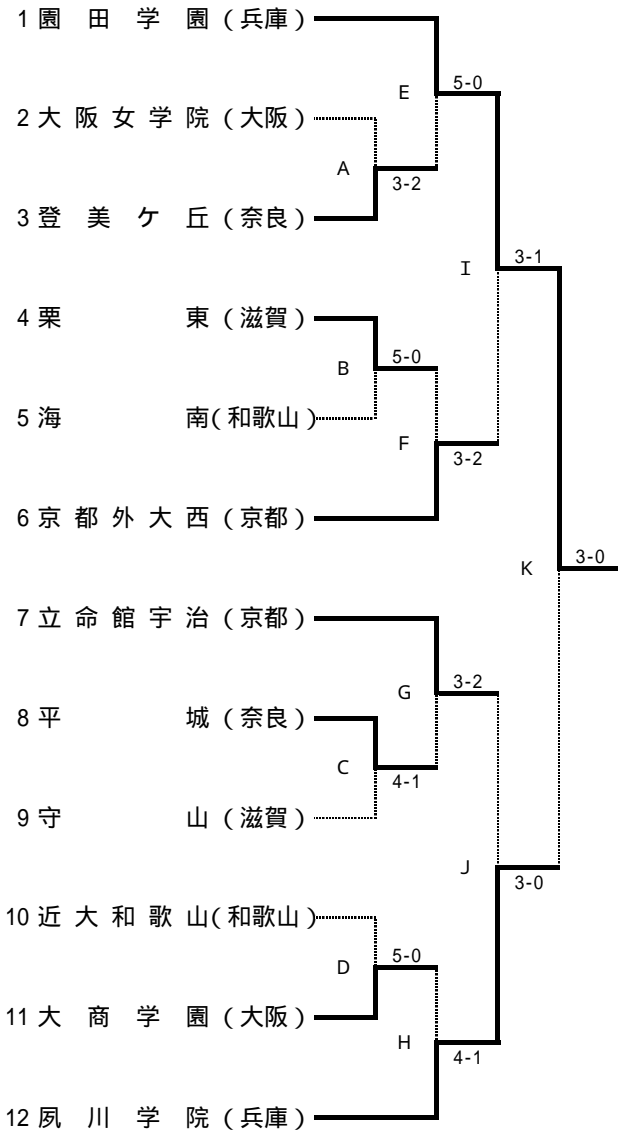 1 園田学園 (兵庫)
5-0
E
2 大阪女学院 (大阪)
A
3-2
3 登美ケ丘 (奈良)
3-1
I
4 栗東 (滋賀)
5-0
B
5 海南 (和歌山)
F
3-2
6 京都外大西 (京都)
3-0
K
7 立命館宇治 (京都)
3-2
G
8 平城 (奈良)
C
4-1
9 守山 (滋賀)
J
3-0
10 近大和歌山 (和歌山)
5-0
D
11 大商学園 (大阪)
H
4-1
12 夙川学院 (兵庫)